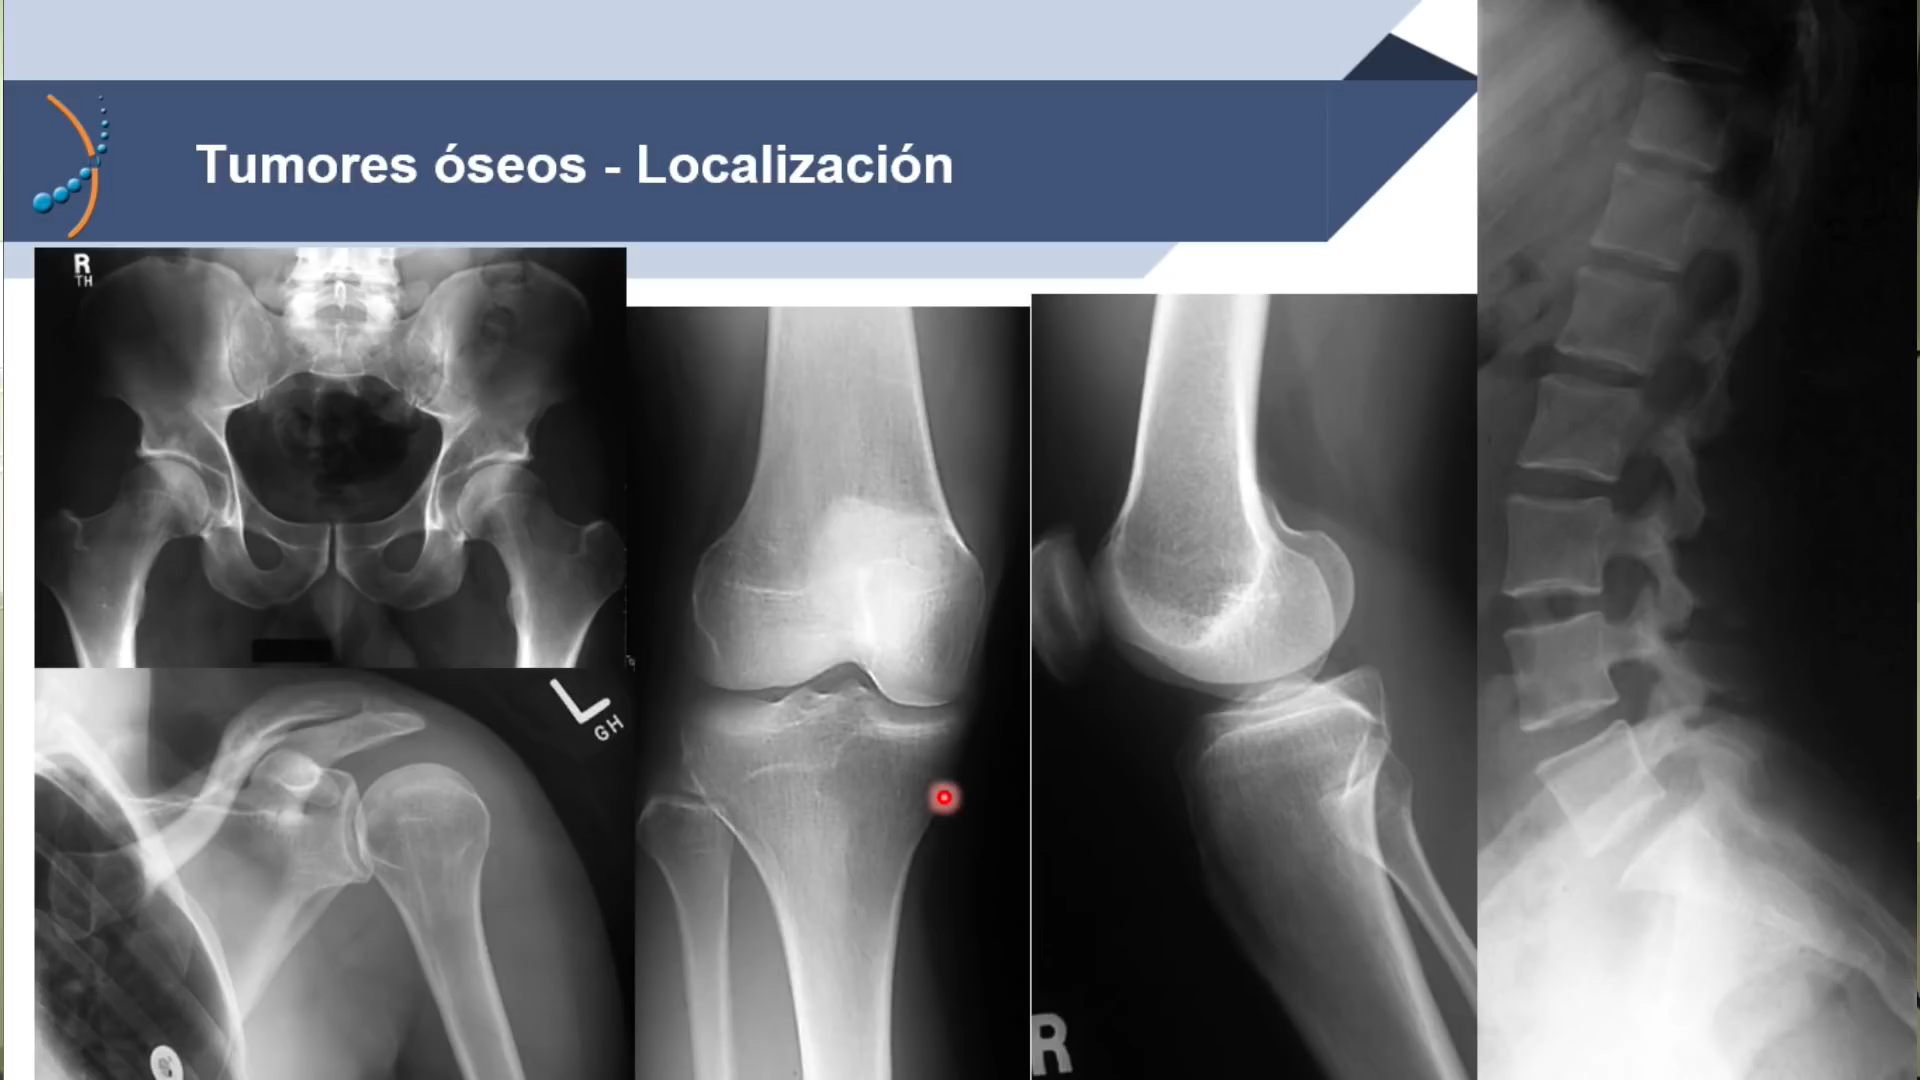 Tumores óseos - Localización
R
TH
L
GH
R